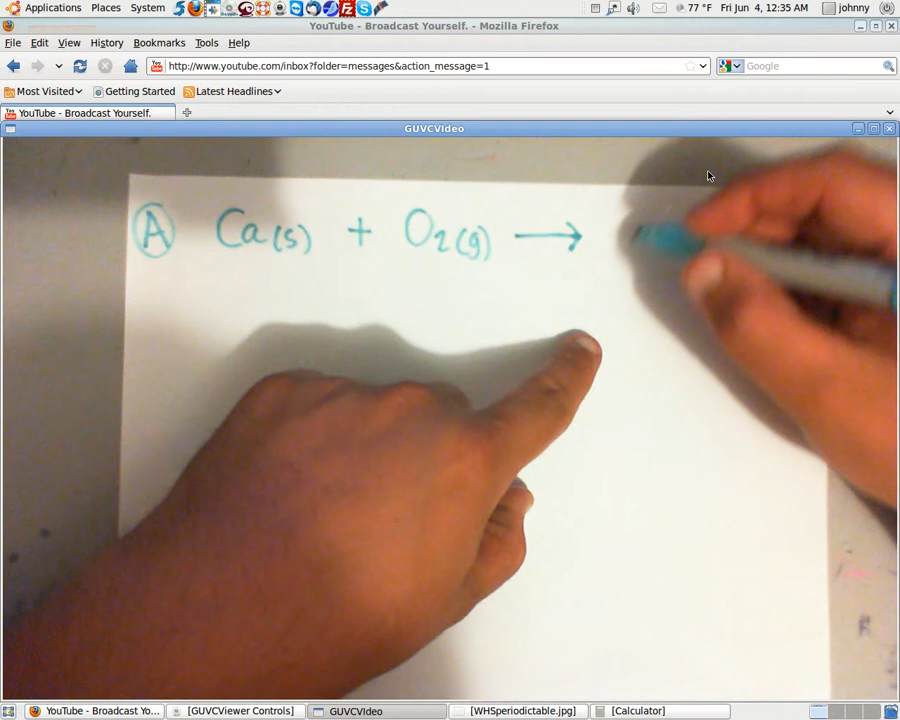 Applications Places System 77 °F Fri Jun 4, 12:35 AM johnny
YouTube - Broadcast Yourself. - Mozilla Firefox
File Edit View History Bookmarks Tools Help
http://www.youtube.com/inbox?folder=messages&action_message=1 Google
Most Visited Getting Started Latest Headlines
YouTube - Broadcast Yourself.
GUVCVideo
A Ca(s) + O2(g) →
YouTube - Broadcast Yo... [GUVCViewer Controls] GUVCVideo [WHSperiodictable.jpg] [Calculator]